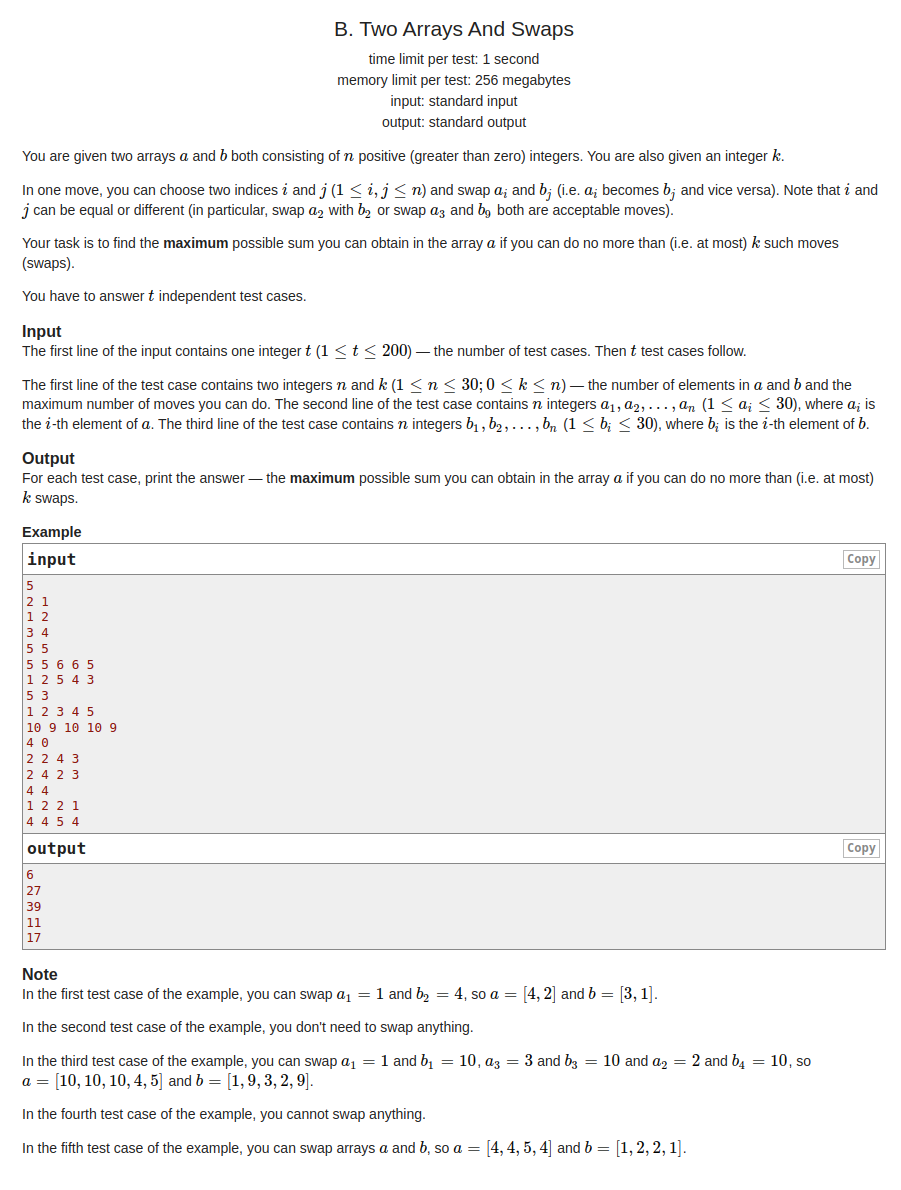 B. Two Arrays And Swaps
time limit per test: 1 second
memory limit per test: 256 megabytes
input: standard input
output: standard output
You are given two arrays a and b both consisting of n positive (greater than zero) integers. You are also given an integer k.
In one move, you can choose two indices i and j (1 ≤ i, j ≤ n) and swap a_i and b_j (i.e. a_i becomes b_j and vice versa). Note that i and
j can be equal or different (in particular, swap a_2 with b_2 or swap a_3 and b_9 both are acceptable moves).
Your task is to find the maximum possible sum you can obtain in the array a if you can do no more than (i.e. at most) k such moves
(swaps).
You have to answer t independent test cases.
Input
The first line of the input contains one integer t (1 ≤ t ≤ 200) — the number of test cases. Then t test cases follow.
The first line of the test case contains two integers n and k (1 ≤ n ≤ 30; 0 ≤ k ≤ n) — the number of elements in a and b and the
maximum number of moves you can do. The second line of the test case contains n integers a_1, a_2, . . . , a_n (1 ≤ a_i ≤ 30), where a_i is
the i-th element of a. The third line of the test case contains n integers b_1, b_2, . . . , b_n (1 ≤ b_i ≤ 30), where b_i is the i-th element of b.
Output
For each test case, print the answer — the maximum possible sum you can obtain in the array a if you can do no more than (i.e. at most)
k swaps.
Example
input Copy
5
2 1
1 2
3 4
5 5
5 5 6 6 5
1 2 5 4 3
5 3
1 2 3 4 5
10 9 10 10 9
4 0
2 2 4 3
2 4 2 3
4 4
1 2 2 1
4 4 5 4
output Copy
6
27
39
11
17
Note
In the first test case of the example, you can swap a_1 = 1 and b_2 = 4, so a = [4, 2] and b = [3, 1].
In the second test case of the example, you don't need to swap anything.
In the third test case of the example, you can swap a_1 = 1 and b_1 = 10, a_3 = 3 and b_3 = 10 and a_2 = 2 and b_4 = 10, so
a = [10, 10, 10, 4, 5] and b = [1, 9, 3, 2, 9].
In the fourth test case of the example, you cannot swap anything.
In the fifth test case of the example, you can swap arrays a and b, so a = [4, 4, 5, 4] and b = [1, 2, 2, 1].